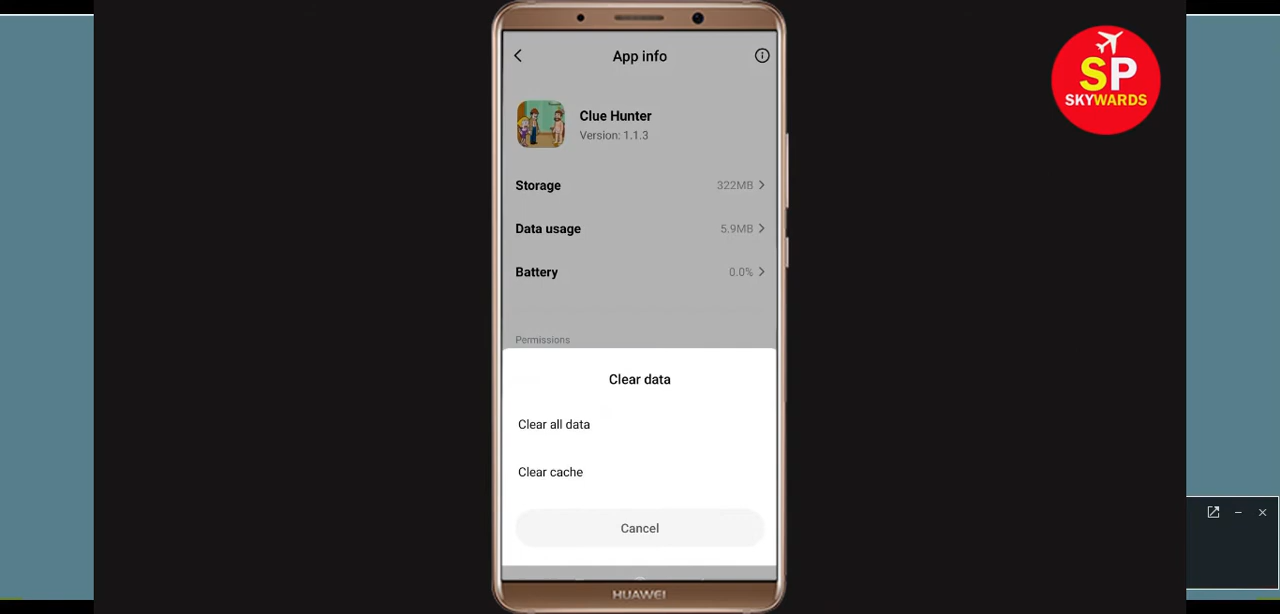 App info
Clue Hunter
Version: 1.1.3
Storage 322MB
Data usage 5.9MB
Battery 0.0%
Permissions
Clear data
Clear all data
Clear cache
Cancel
HUAWEI
SP
SKYWARDS